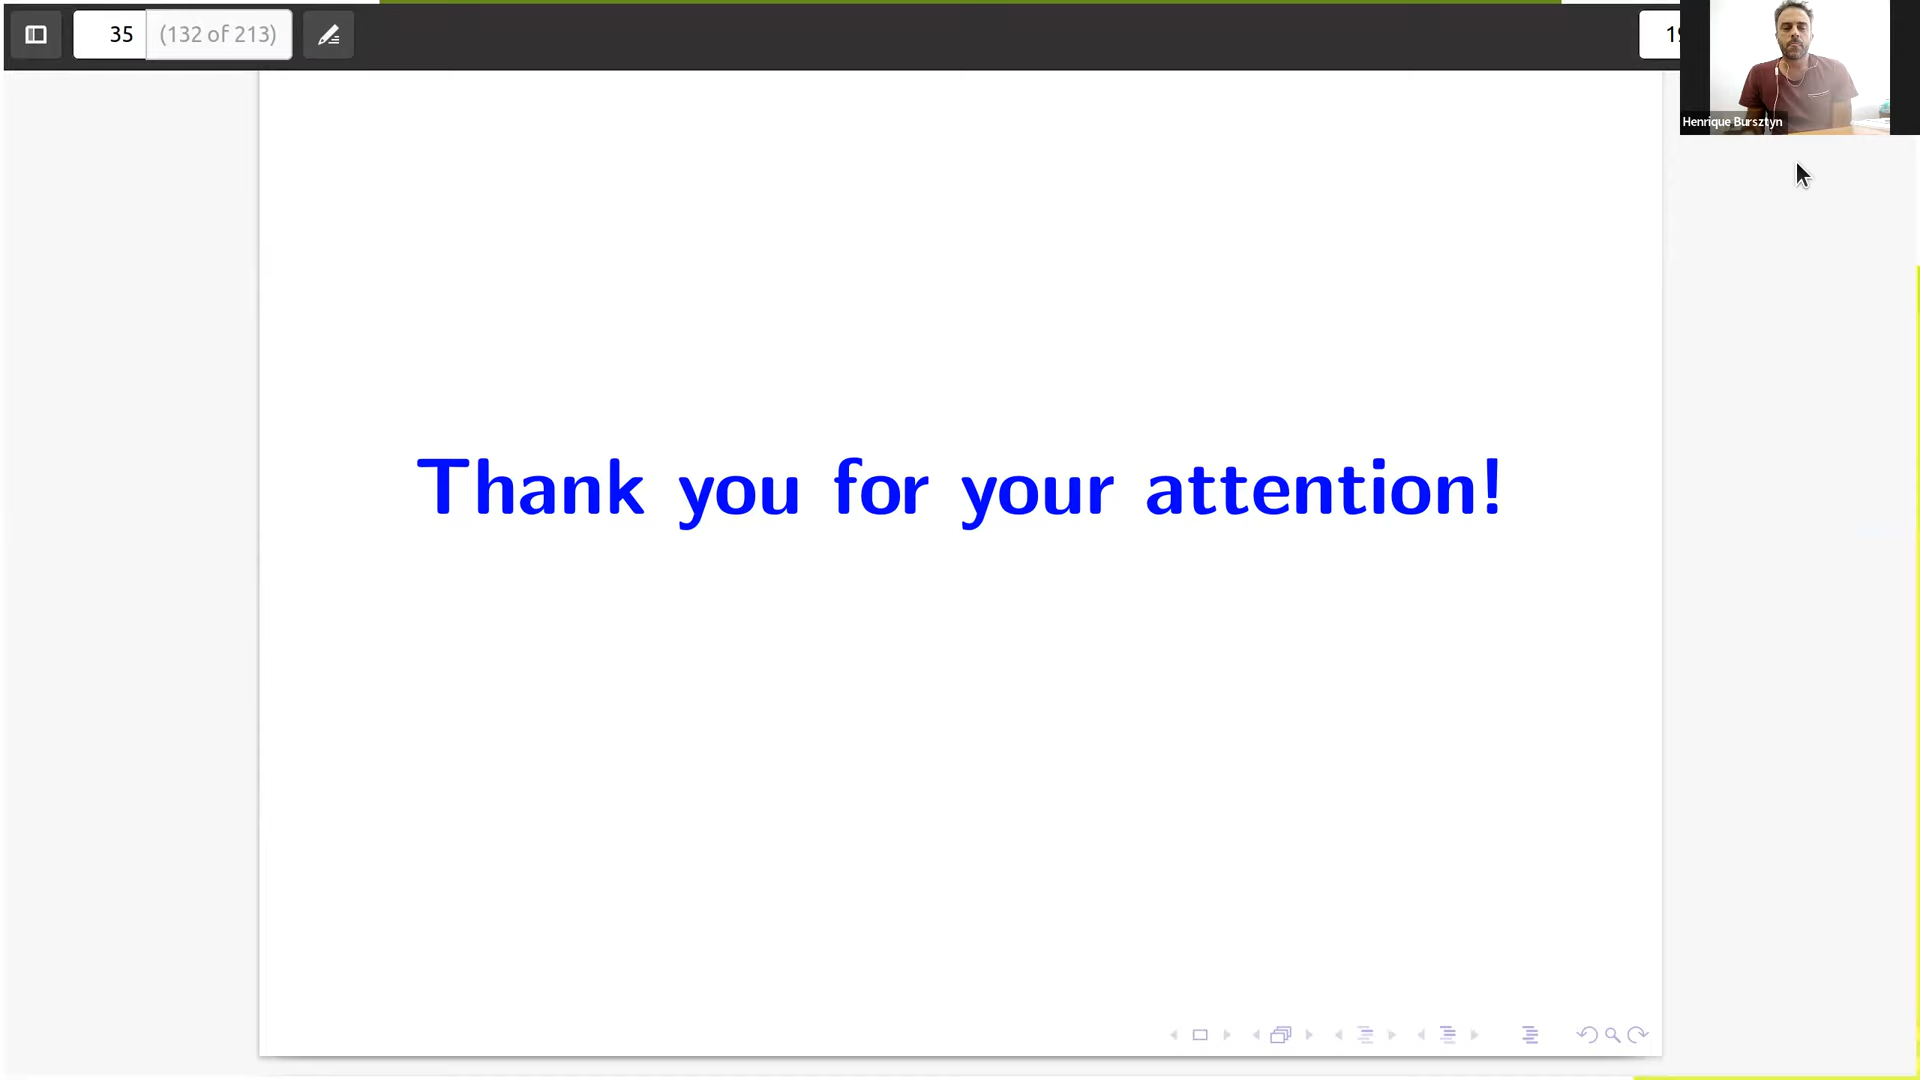 35 (132 of 213)
Henrique Bursztyn
Thank you for your attention!